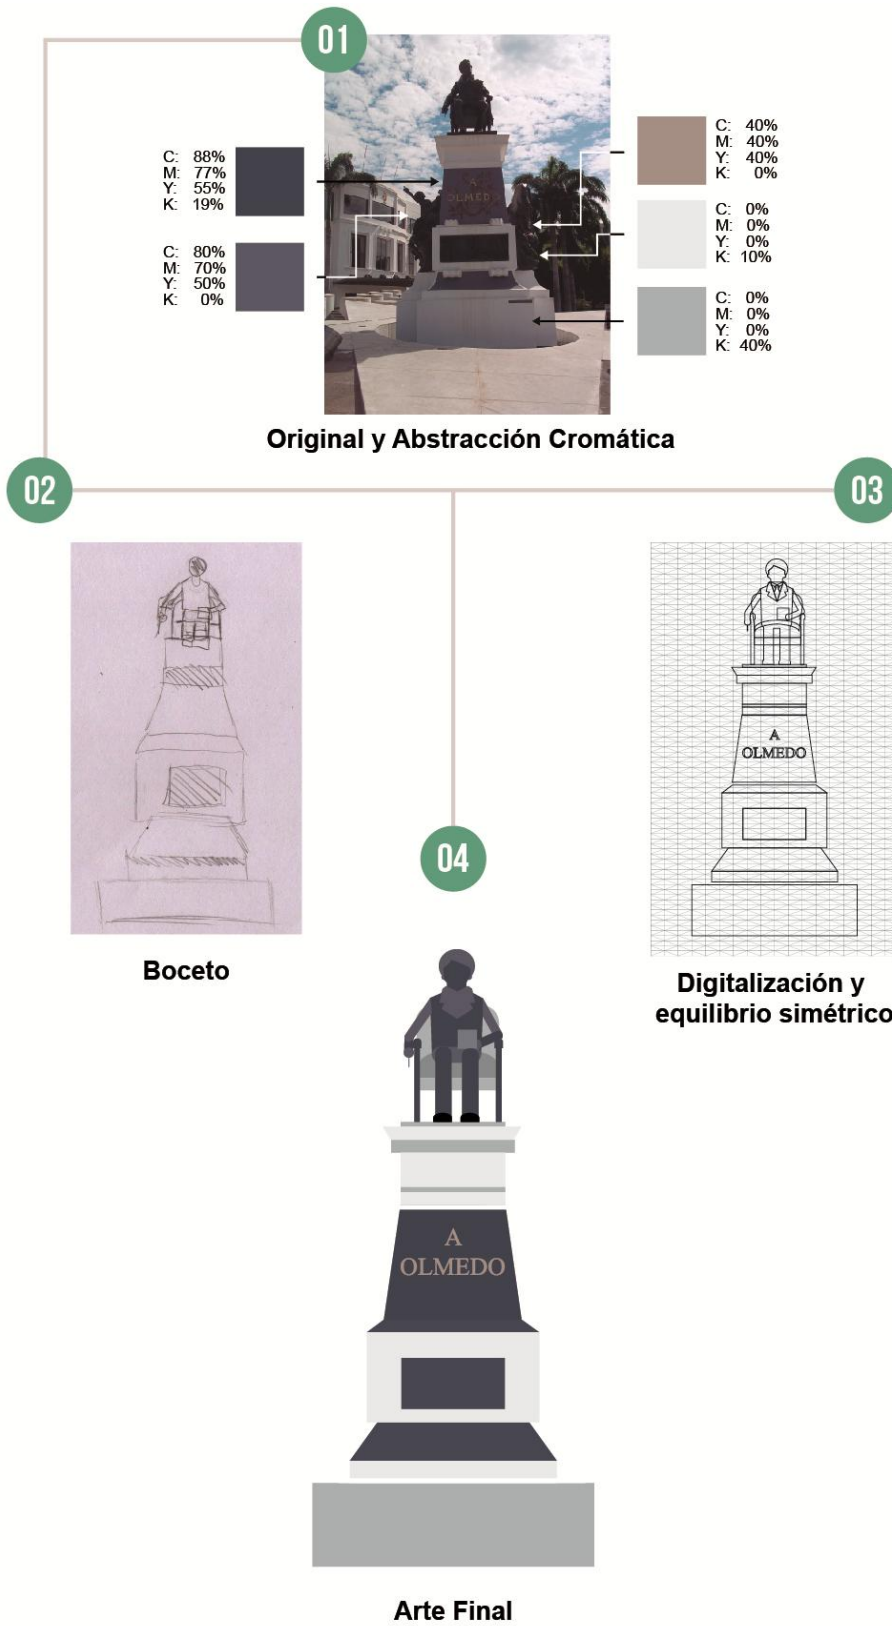 01
C: 88%
M: 77%
Y: 55%
K: 19%
C: 80%
M: 70%
Y: 50%
K: 0%
A
OLMEDO
C: 40%
M: 40%
Y: 40%
K: 0%
C: 0%
M: 0%
Y: 0%
K: 10%
C: 0%
M: 0%
Y: 0%
K: 40%
Original y Abstracción Cromática
02
03
A
OLMEDO
Boceto
Digitalización y
equilibrio simétrico
04
A
OLMEDO
Arte Final